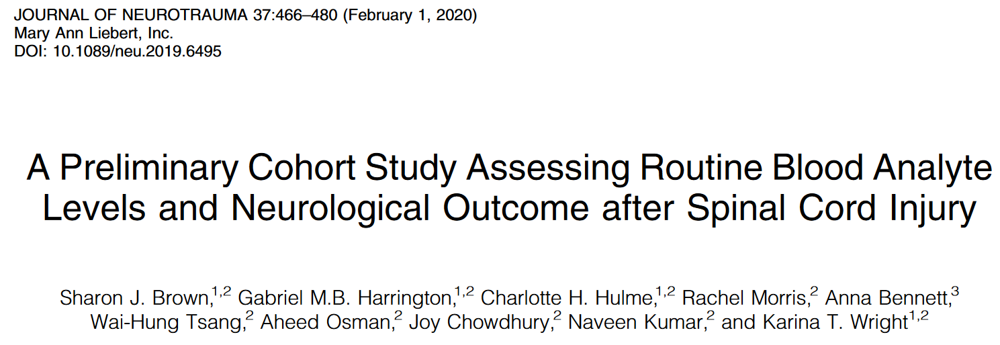 JOURNAL OF NEUROTRAUMA 37:466–480 (February 1, 2020)
Mary Ann Liebert, Inc.
DOI: 10.1089/neu.2019.6495
A Preliminary Cohort Study Assessing Routine Blood Analyte
Levels and Neurological Outcome after Spinal Cord Injury
Sharon J. Brown,1,2 Gabriel M.B. Harrington,1,2 Charlotte H. Hulme,1,2 Rachel Morris,2 Anna Bennett,3
Wai-Hung Tsang,2 Aheed Osman,2 Joy Chowdhury,2 Naveen Kumar,2 and Karina T. Wright1,2